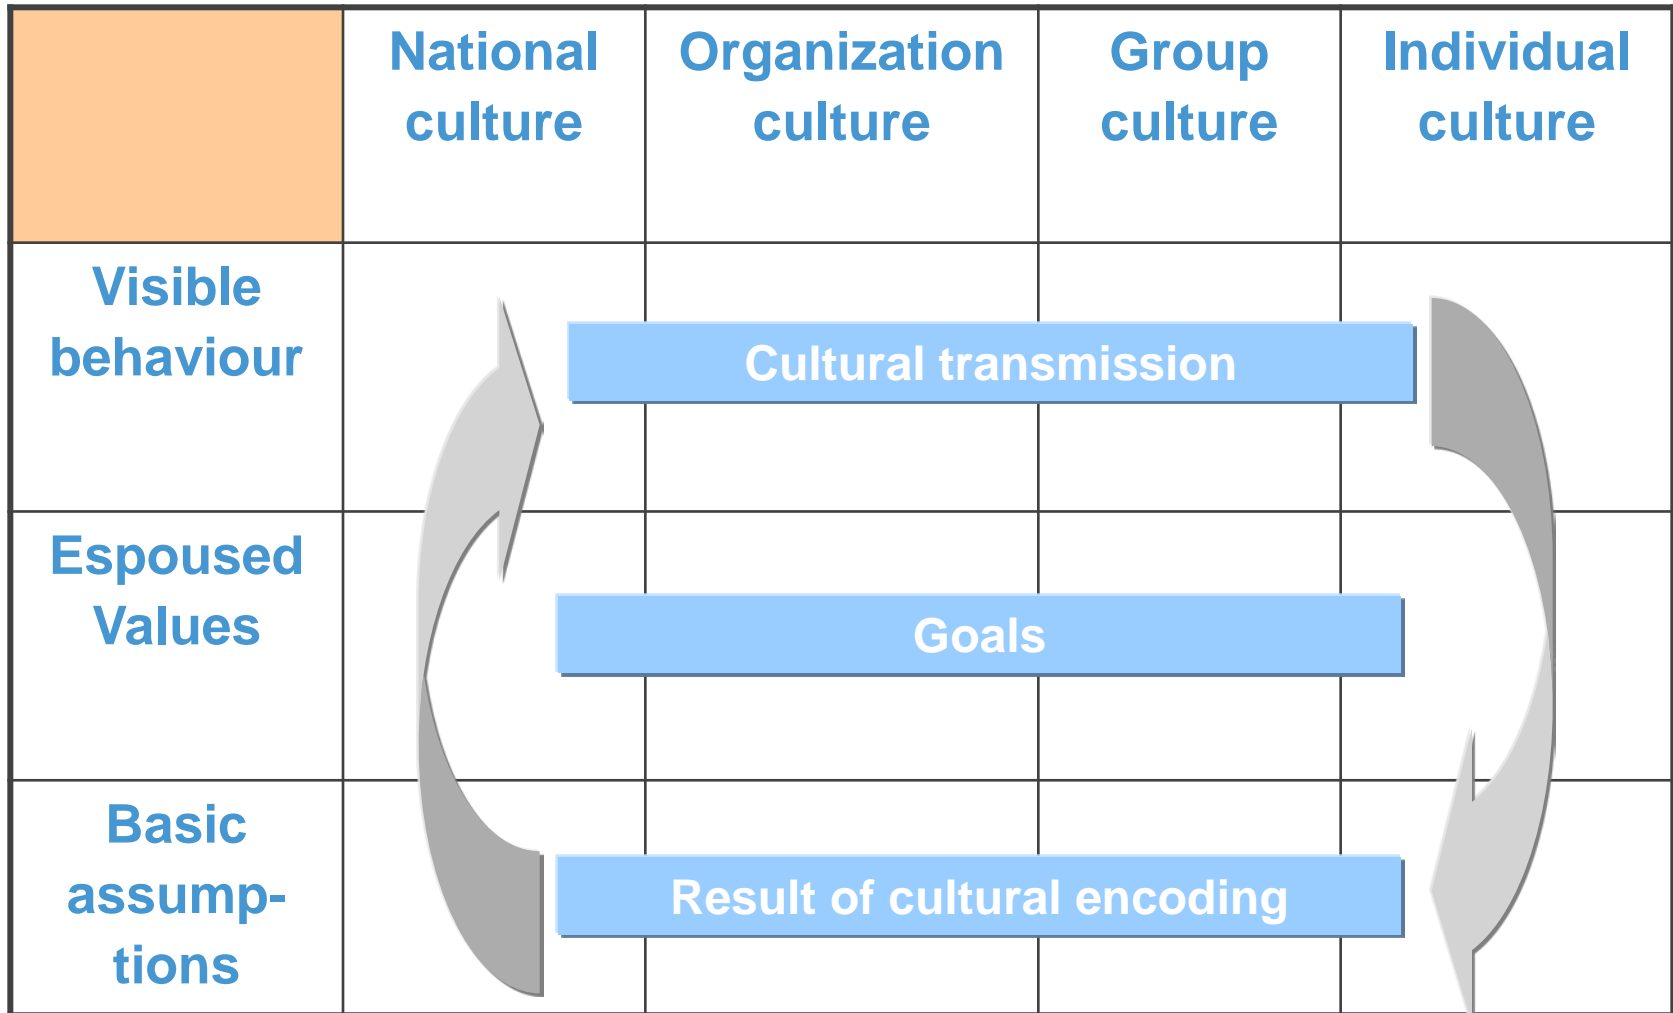 National
culture
Organization
culture
Group
culture
Individual
culture
Visible
behaviour
Cultural transmission
Espoused
Values
Goals
Basic
assump-
tions
Result of cultural encoding